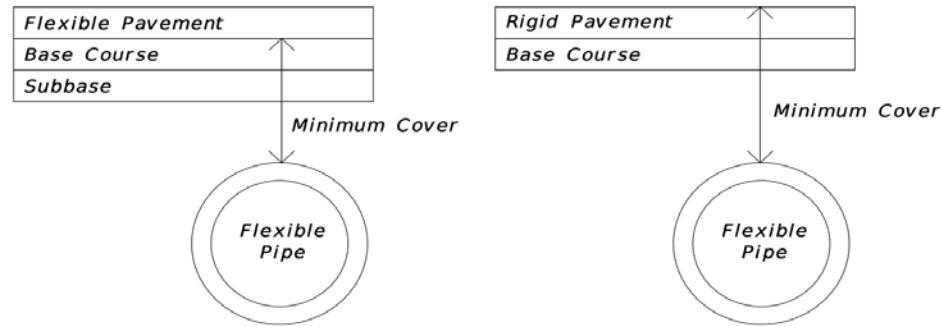 Flexible Pavement
Base Course
Subbase
Minimum Cover
Flexible
Pipe
Rigid Pavement
Base Course
Minimum Cover
Flexible
Pipe